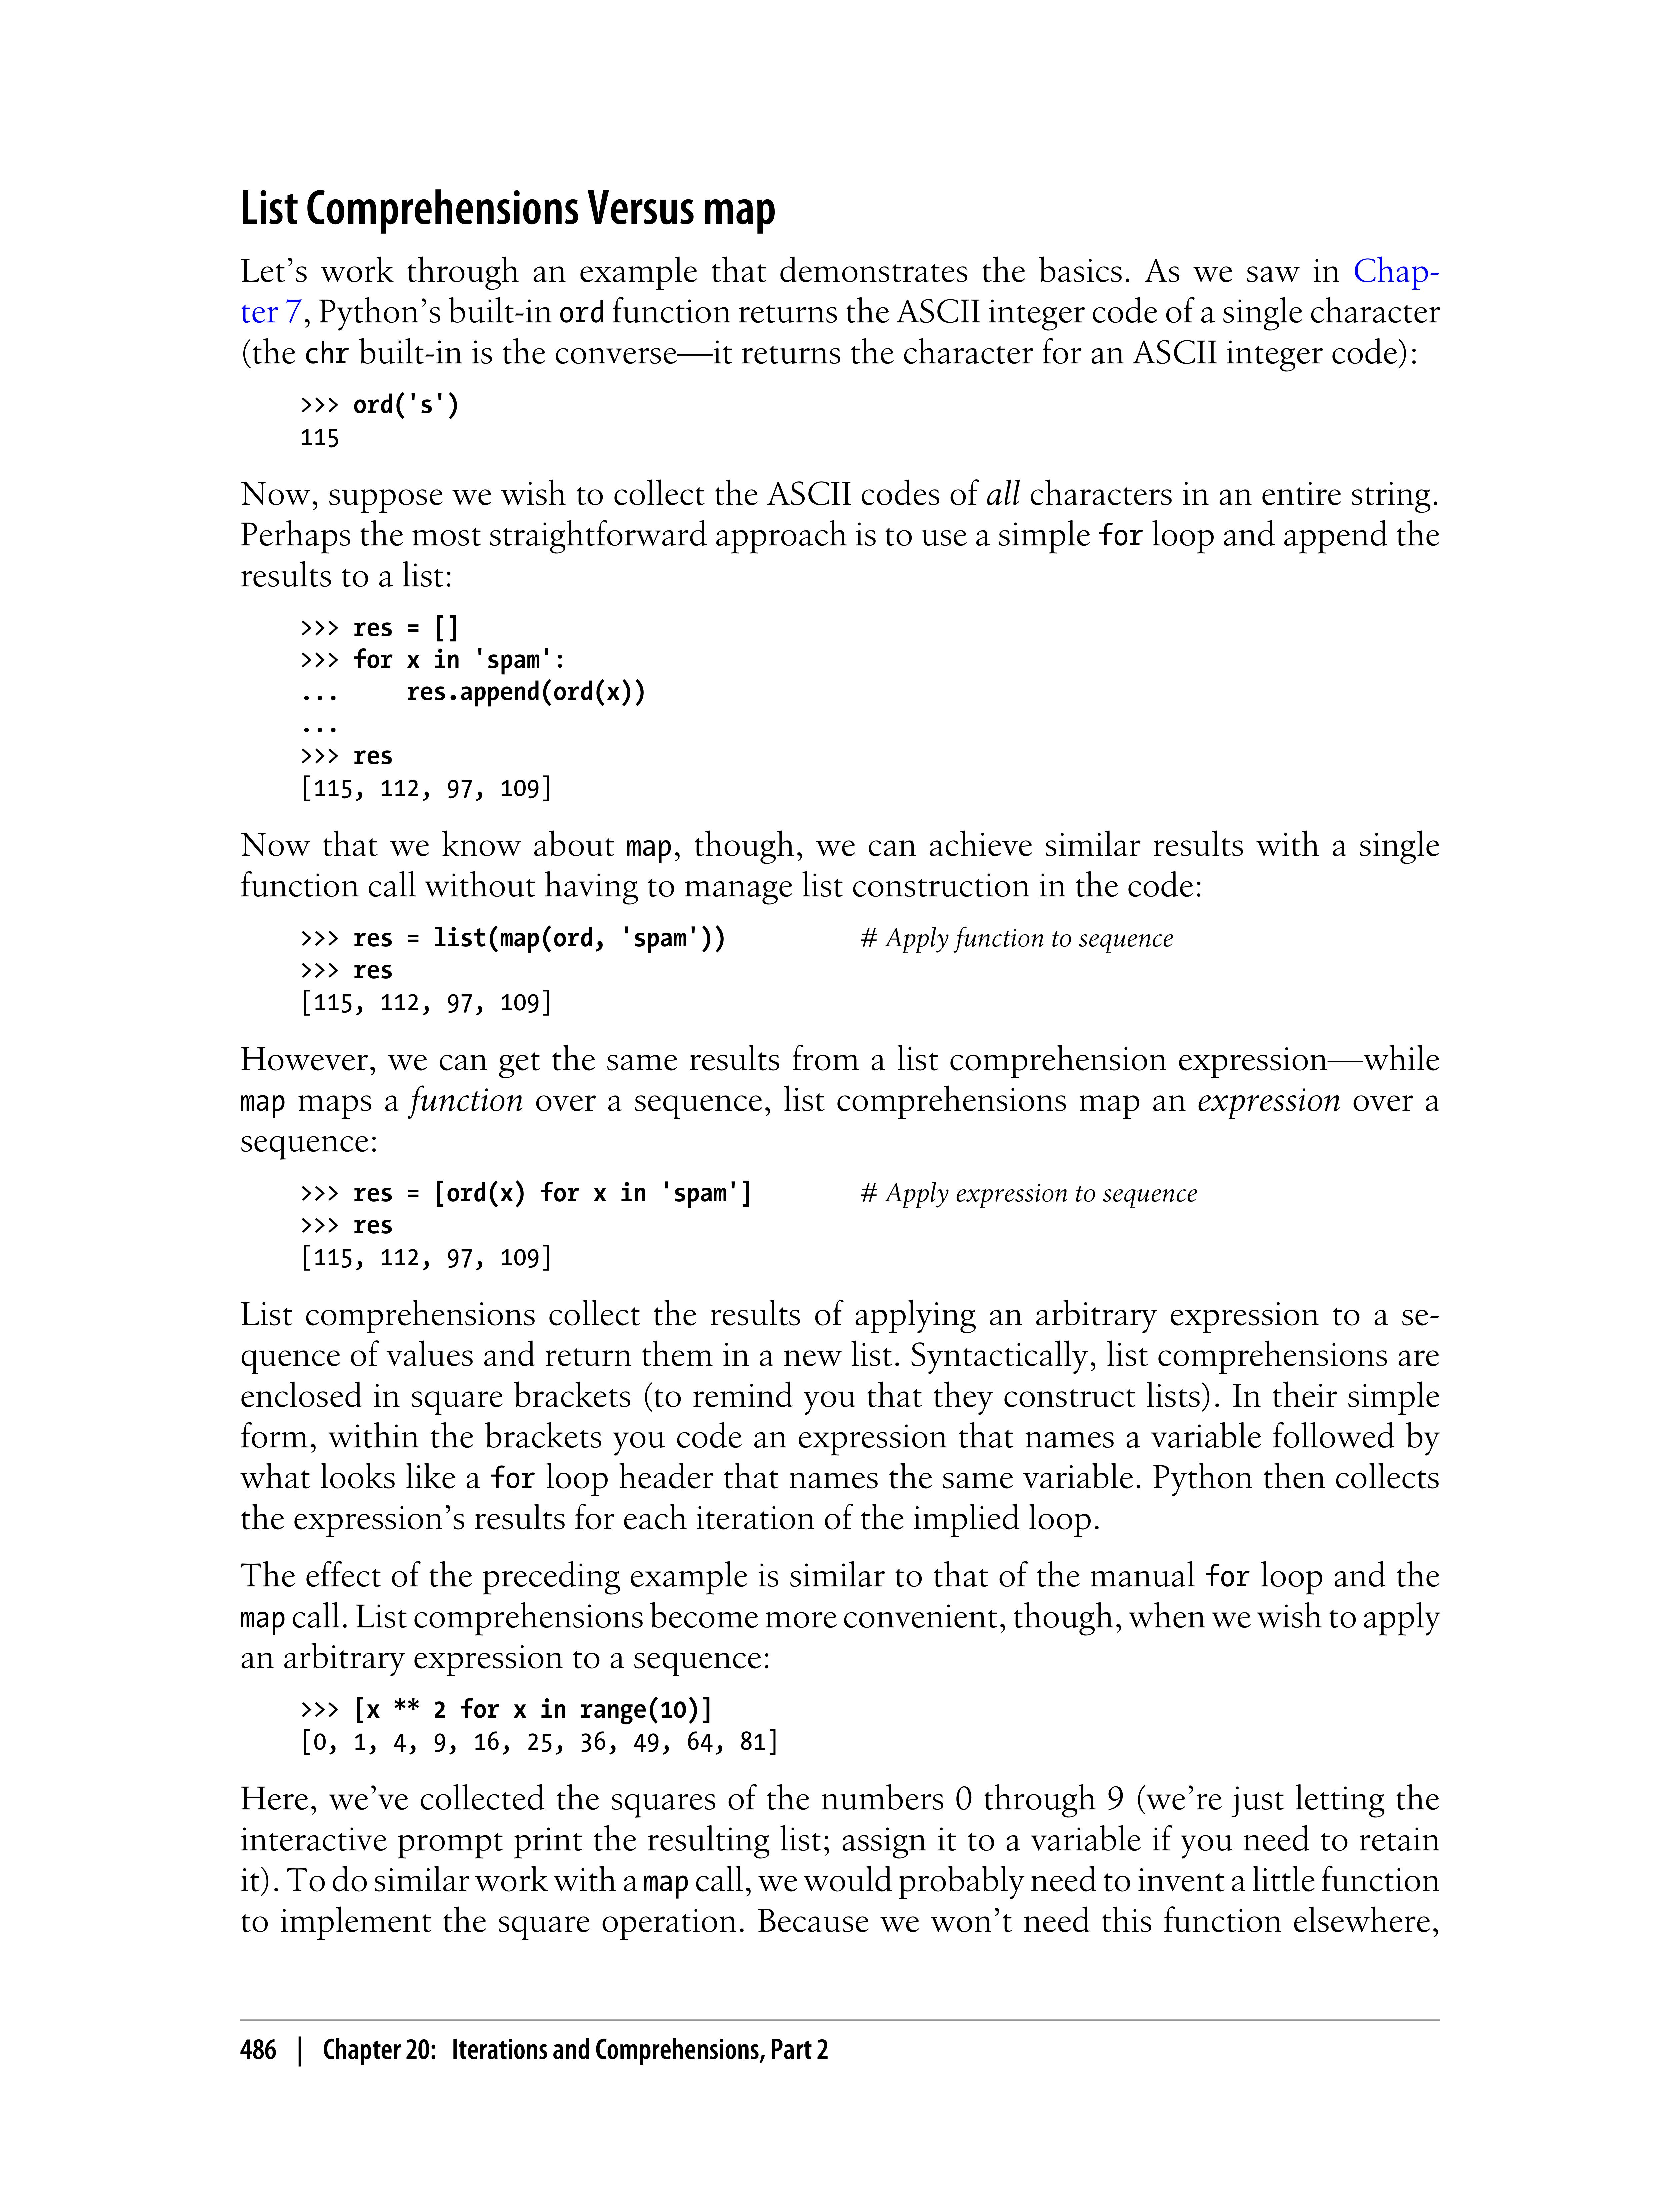 List Comprehensions Versus map
Let’s work through an example that demonstrates the basics. As we saw in Chap-
ter 7, Python’s built-in ord function returns the ASCII integer code of a single character
(the chr built-in is the converse—it returns the character for an ASCII integer code):
>>> ord('s')
115
Now, suppose we wish to collect the ASCII codes of all characters in an entire string.
Perhaps the most straightforward approach is to use a simple for loop and append the
results to a list:
>>> res = []
>>> for x in 'spam':
...     res.append(ord(x))
...
>>> res
[115, 112, 97, 109]
Now that we know about map, though, we can achieve similar results with a single
function call without having to manage list construction in the code:
>>> res = list(map(ord, 'spam'))          # Apply function to sequence
>>> res
[115, 112, 97, 109]
However, we can get the same results from a list comprehension expression—while
map maps a function over a sequence, list comprehensions map an expression over a
sequence:
>>> res = [ord(x) for x in 'spam']        # Apply expression to sequence
>>> res
[115, 112, 97, 109]
List comprehensions collect the results of applying an arbitrary expression to a se-
quence of values and return them in a new list. Syntactically, list comprehensions are
enclosed in square brackets (to remind you that they construct lists). In their simple
form, within the brackets you code an expression that names a variable followed by
what looks like a for loop header that names the same variable. Python then collects
the expression’s results for each iteration of the implied loop.
The effect of the preceding example is similar to that of the manual for loop and the
map call. List comprehensions become more convenient, though, when we wish to apply
an arbitrary expression to a sequence:
>>> [x ** 2 for x in range(10)]
[0, 1, 4, 9, 16, 25, 36, 49, 64, 81]
Here, we’ve collected the squares of the numbers 0 through 9 (we’re just letting the
interactive prompt print the resulting list; assign it to a variable if you need to retain
it). To do similar work with a map call, we would probably need to invent a little function
to implement the square operation. Because we won’t need this function elsewhere,
486 | Chapter 20: Iterations and Comprehensions, Part 2